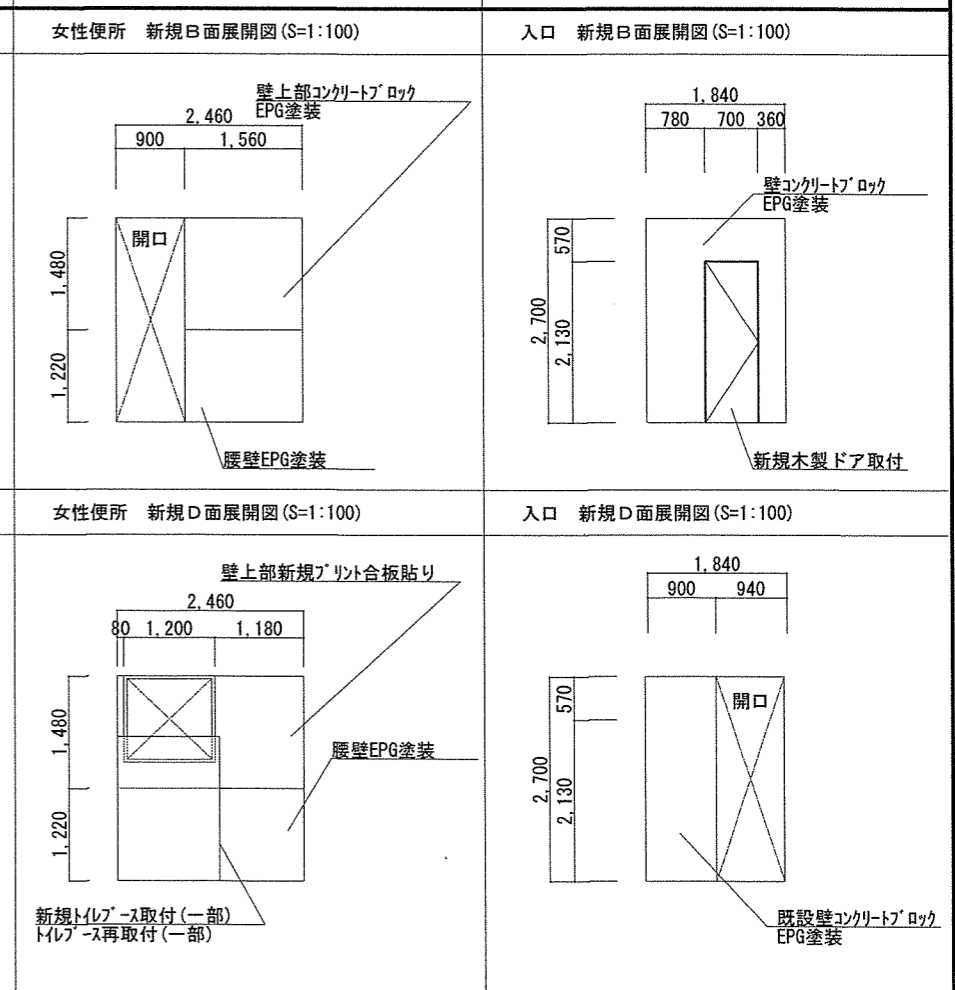 女性便所 新規B面展開図(S=1:100)
壁上部ｺﾝｸﾘｰﾄﾌﾞﾛｯｸ
EPG塗装
2,460
900
1,560
開口
1,480
1,220
腰壁EPG塗装
入口 新規B面展開図(S=1:100)
1,840
780
700
360
壁ｺﾝｸﾘｰﾄﾌﾞﾛｯｸ
EPG塗装
570
2,700
2,130
新規木製ドア取付
女性便所 新規D面展開図(S=1:100)
壁上部新規ﾌﾟﾘﾝﾄ合板貼り
2,460
80
1,200
1,180
1,480
腰壁EPG塗装
1,220
新規ﾄｲﾚﾌﾞｰｽ取付(一部)
ﾄｲﾚﾌﾞｰｽ再取付(一部)
入口 新規D面展開図(S=1:100)
1,840
900
940
開口
570
2,700
2,130
既設壁ｺﾝｸﾘｰﾄﾌﾞﾛｯｸ
EPG塗装